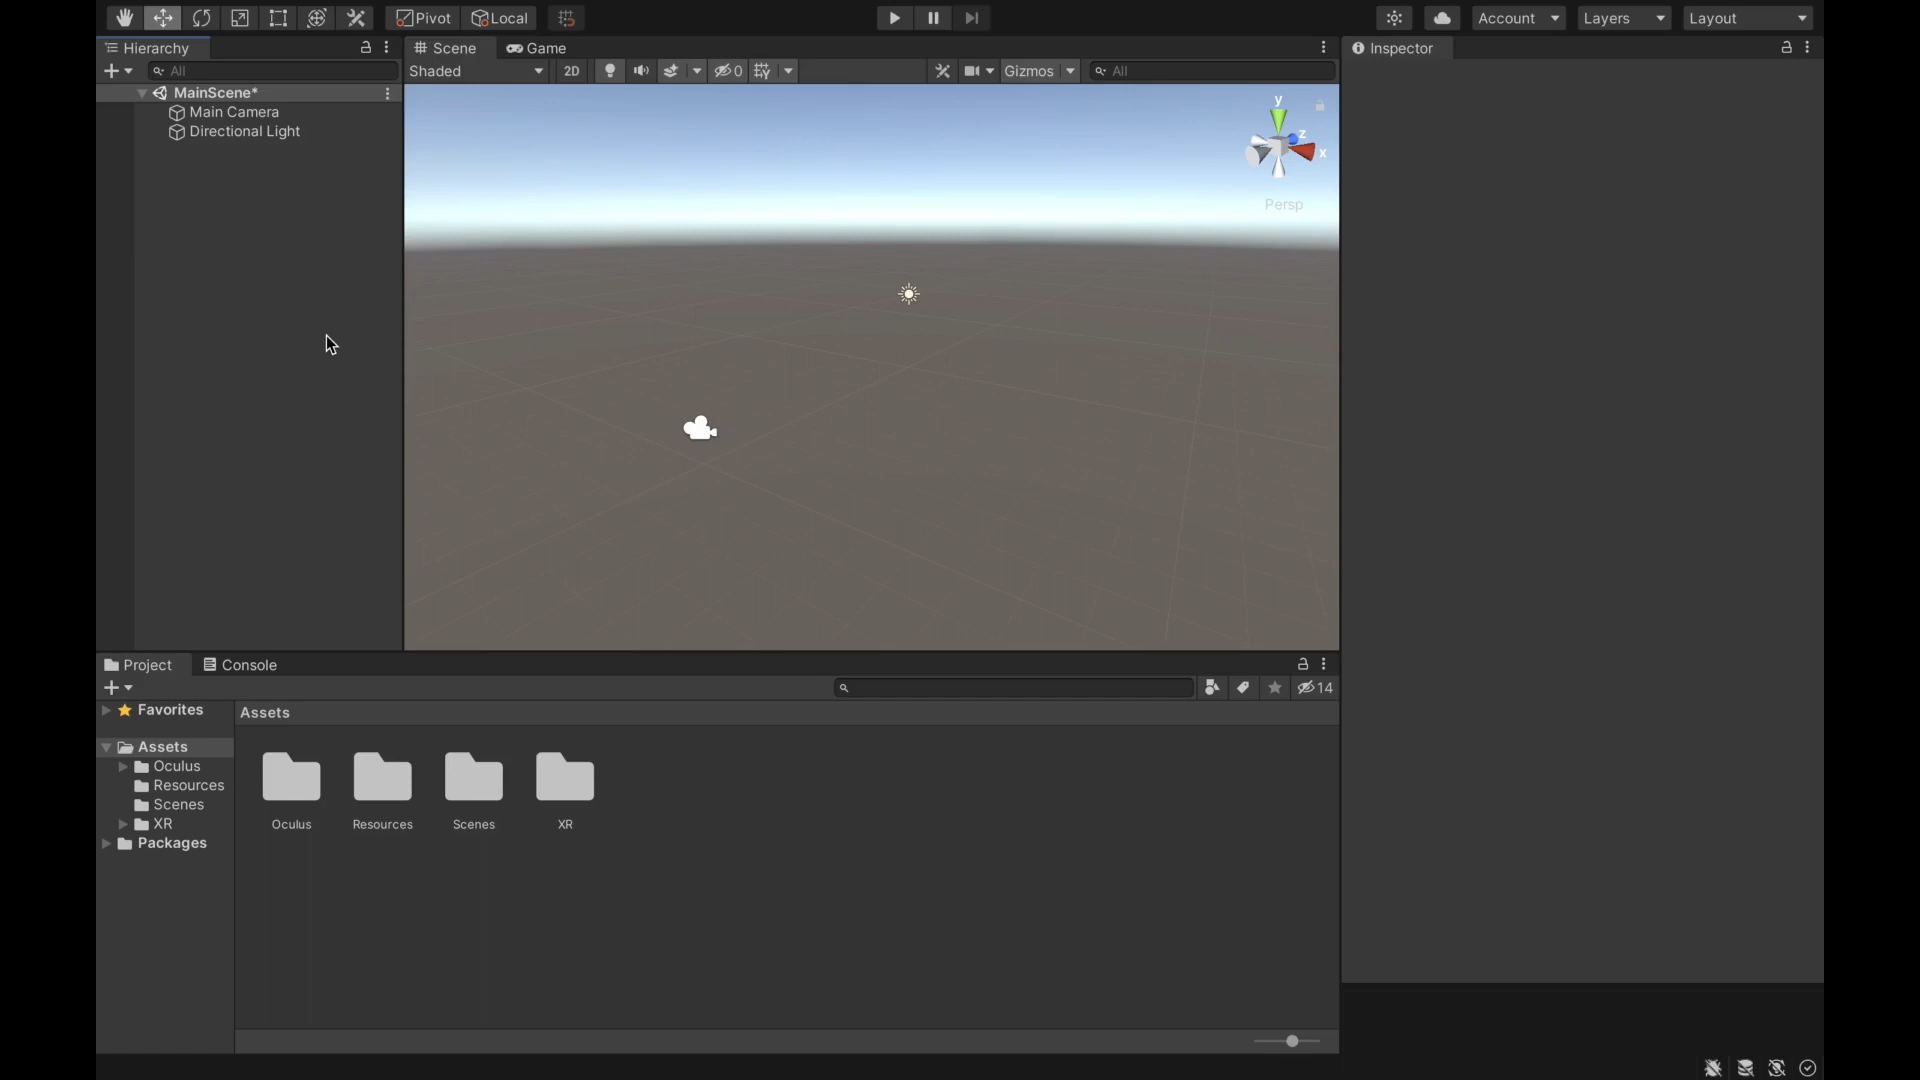 Pivot Local Account Layers Layout
Hierarchy Scene Game Inspector
All Shaded 2D 0 Gizmos All
MainScene*
Main Camera
Directional Light
y
z
x
Persp
Project Console
14
Favorites
Assets
Assets
Oculus
Resources
Scenes
XR
Packages
Oculus Resources Scenes XR